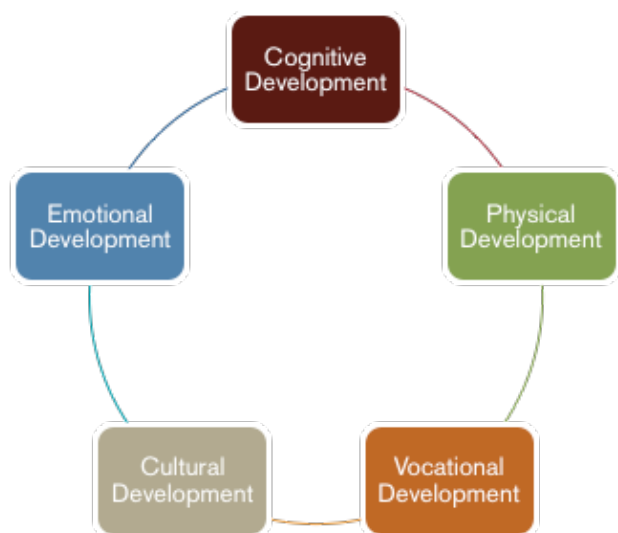 Cognitive
Development
Emotional
Development
Physical
Development
Cultural
Development
Vocational
Development